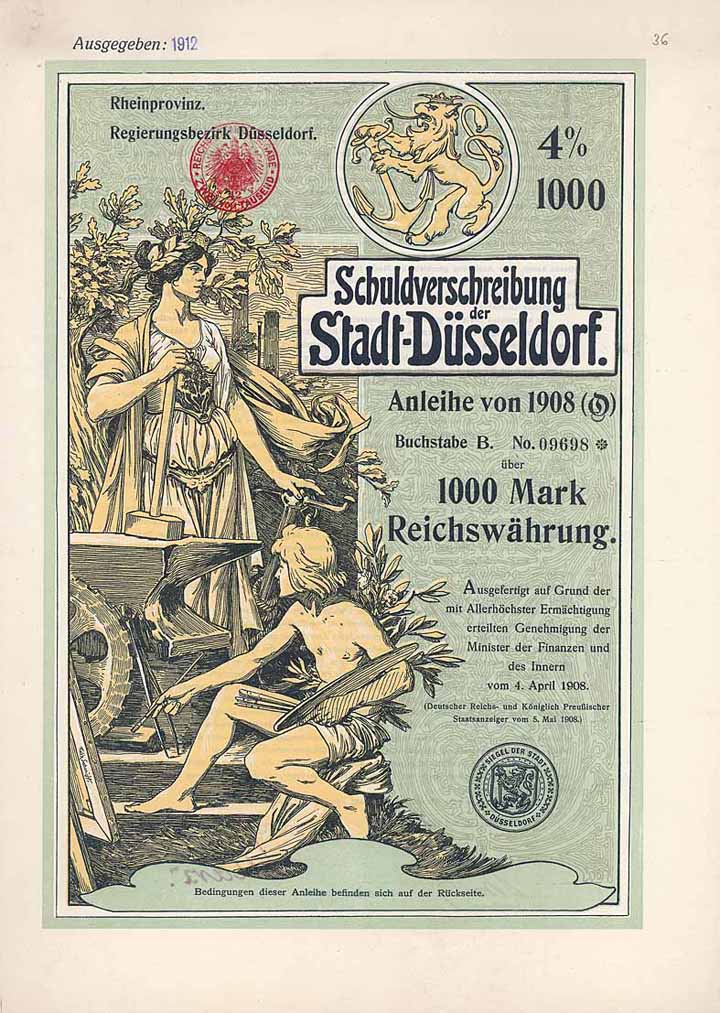 Ausgegeben: 1912
36
Rheinprovinz.
Regierungsbezirk Düsseldorf.
4%
1000
Schuldverschreibung
der
Stadt-Düsseldorf.
Anleihe von 1908
Buchstabe B. No. 09698
über
1000 Mark
Reichswährung.
Ausgefertigt auf Grund der
mit Allerhöchster Ermächtigung
erteilten Genehmigung der
Minister der Finanzen und
des Innern
vom 4. April 1908.
(Deutscher Reichs- und Königlich Preußischer
Staatsanzeiger vom 5. Mai 1908.)
SIEGEL DER STADT
DÜSSELDORF
Bedingungen dieser Anleihe befinden sich auf der Rückseite.